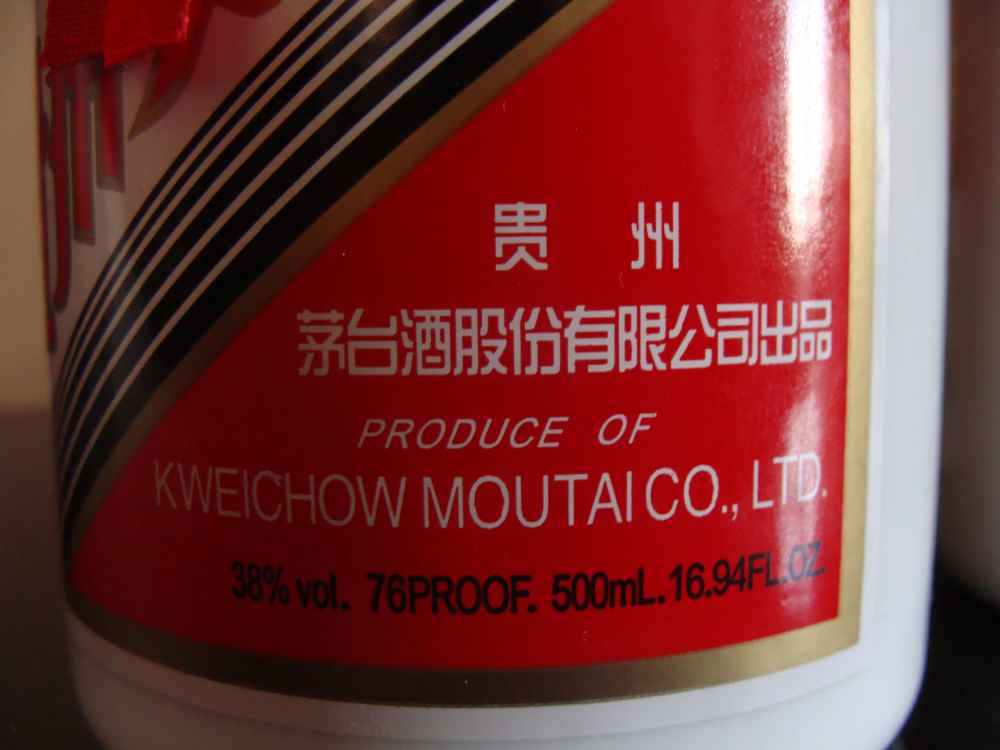 贵州
茅台酒股份有限公司出品
PRODUCE OF
KWEICHOW MOUTAI CO., LTD.
38% vol. 76PROOF. 500mL. 16.94FL.OZ.